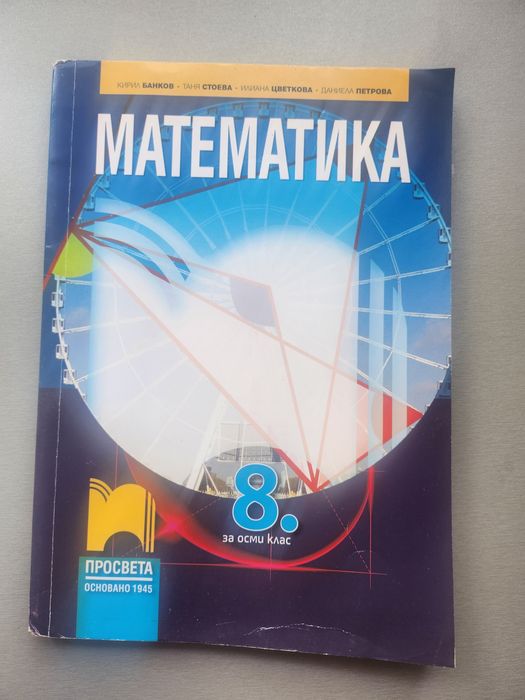 КИРИЛ БАНКОВ • ТАНЯ СТОЕВА • ИЛИАНА ЦВЕТКОВА • ДАНИЕЛА ПЕТРОВА
МАТЕМАТИКА
8.
за осми клас
ПРОСВЕТА
ОСНОВАНО 1945